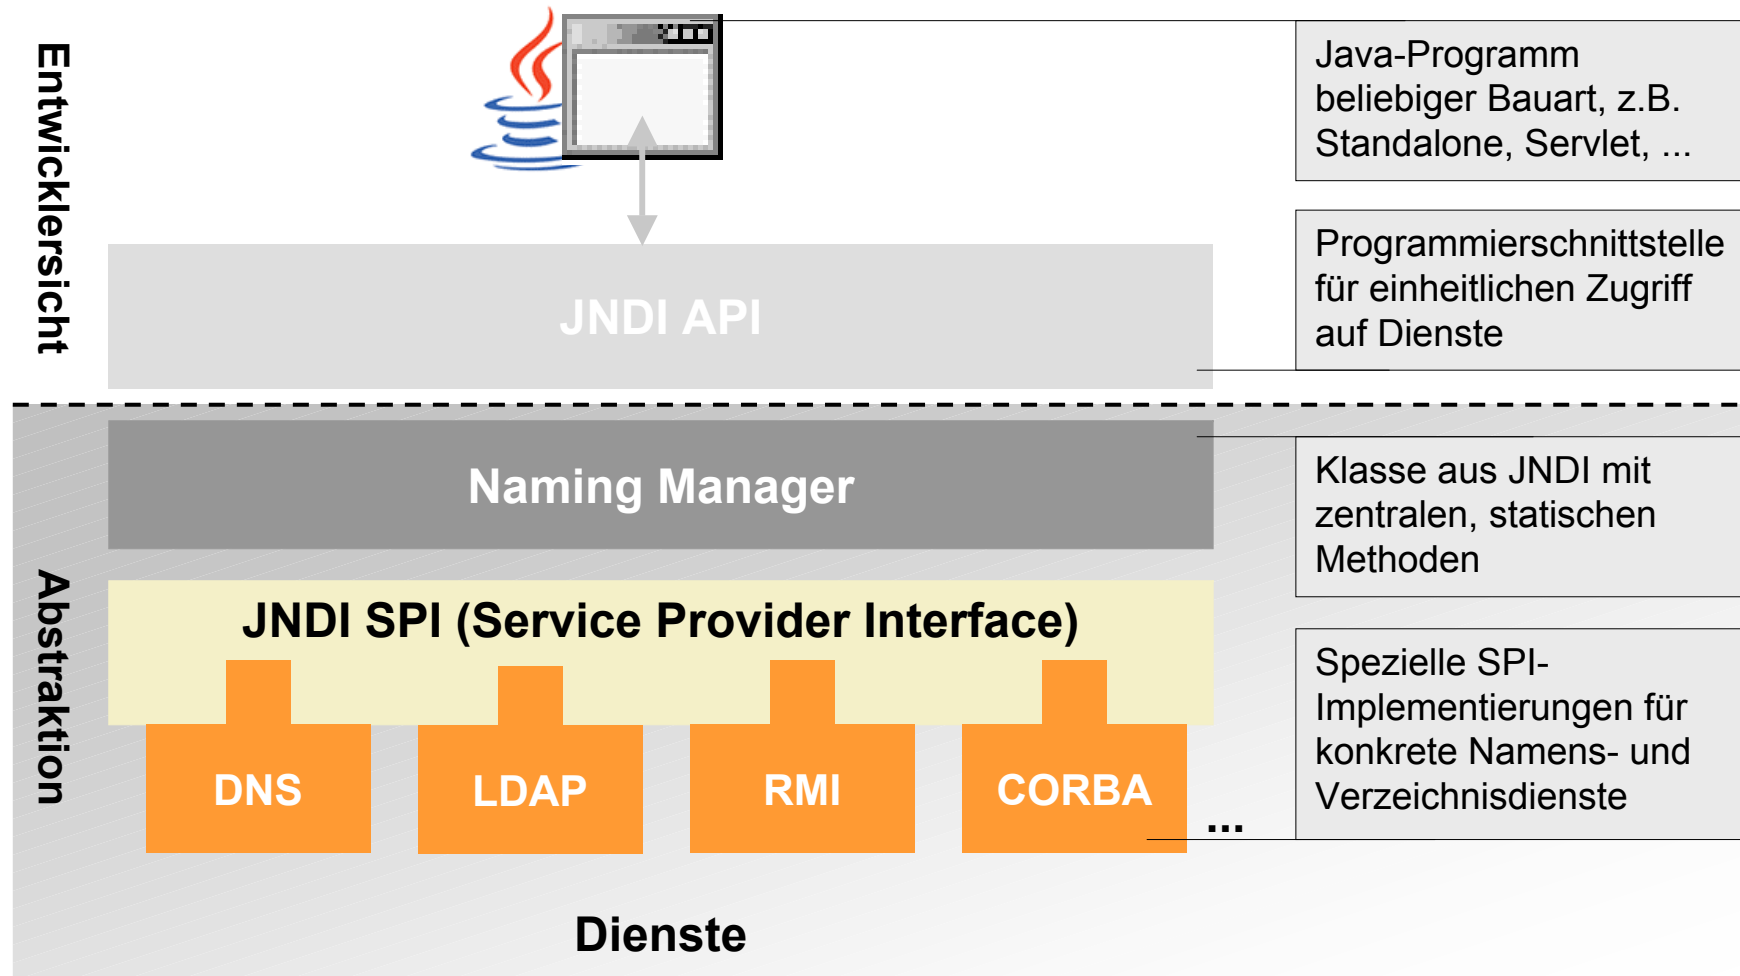 Entwicklersicht
Java-Programm
beliebiger Bauart, z.B.
Standalone, Servlet, ...
JNDI API
Programmierschnittstelle
für einheitlichen Zugriff
auf Dienste
Abstraktion
Naming Manager
Klasse aus JNDI mit
zentralen, statischen
Methoden
JNDI SPI (Service Provider Interface)
DNS
LDAP
RMI
CORBA
...
Spezielle SPI-
Implementierungen für
konkrete Namens- und
Verzeichnisdienste
Dienste